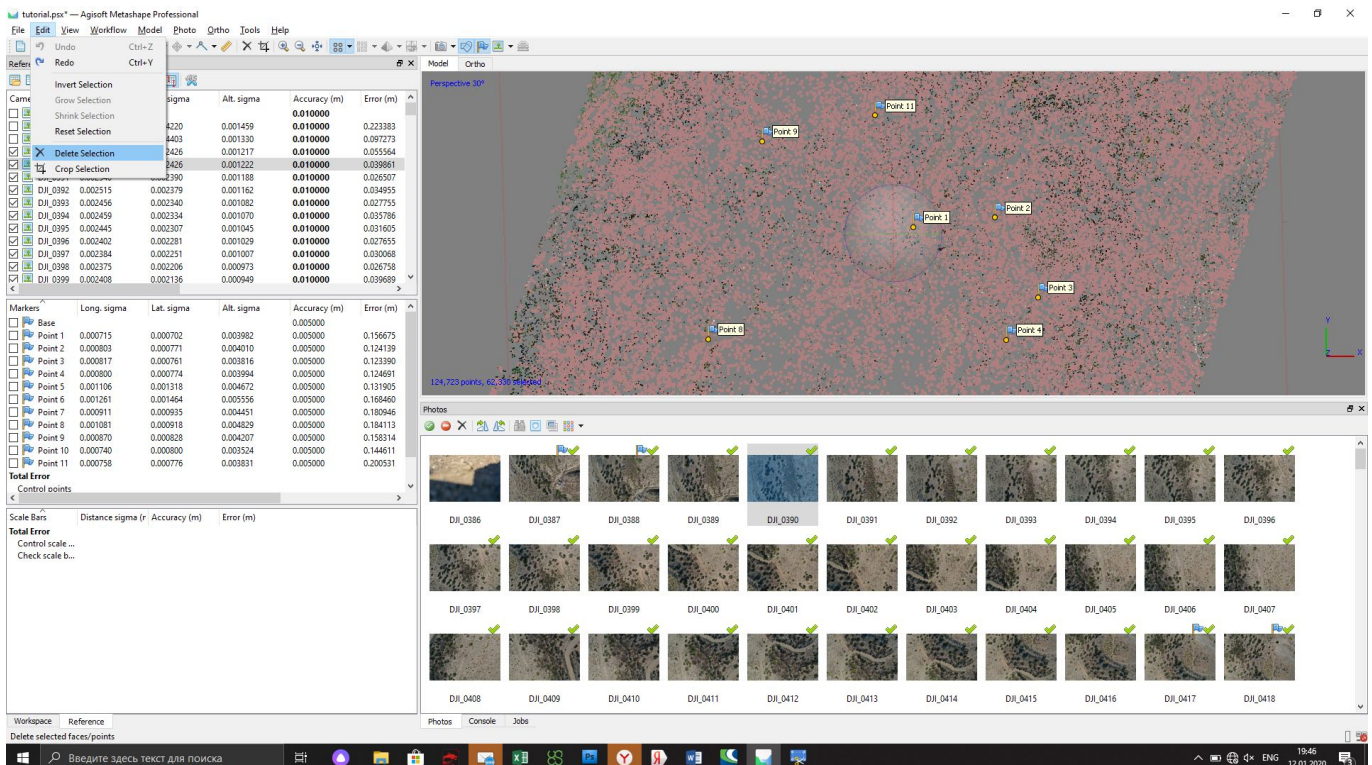 tutorial.psx* — Agisoft Metashape Professional
File Edit View Workflow Model Photo Ortho Tools Help
Undo Ctrl+Z
Redo Ctrl+Y
Invert Selection
Grow Selection
Shrink Selection
Reset Selection
Delete Selection
Crop Selection
sigma Alt. sigma Accuracy (m) Error (m)
0.010000
0.001459 0.010000 0.223383
0.001330 0.010000 0.097273
0.001217 0.010000 0.055564
0.001222 0.010000 0.039861
0.001188 0.010000 0.026507
DJI_0392 0.002515 0.002379 0.001162 0.010000 0.034955
DJI_0393 0.002456 0.002340 0.001082 0.010000 0.027755
DJI_0394 0.002459 0.002334 0.001070 0.010000 0.035786
DJI_0395 0.002445 0.002307 0.001045 0.010000 0.031605
DJI_0396 0.002402 0.002281 0.001029 0.010000 0.027655
DJI_0397 0.002384 0.002251 0.001007 0.010000 0.030068
DJI_0398 0.002375 0.002206 0.000973 0.010000 0.026758
DJI_0399 0.002408 0.002136 0.000949 0.010000 0.039689
Markers Long. sigma Lat. sigma Alt. sigma Accuracy (m) Error (m)
Base 0.005000
Point 1 0.000715 0.000702 0.003982 0.005000 0.156675
Point 2 0.000803 0.000771 0.004010 0.005000 0.124139
Point 3 0.000817 0.000761 0.003816 0.005000 0.123390
Point 4 0.000800 0.000774 0.003994 0.005000 0.124691
Point 5 0.001106 0.001318 0.004672 0.005000 0.131905
Point 6 0.001261 0.001464 0.005556 0.005000 0.168460
Point 7 0.000911 0.000935 0.004451 0.005000 0.180946
Point 8 0.001081 0.000918 0.004829 0.005000 0.184113
Point 9 0.000870 0.000828 0.004207 0.005000 0.158314
Point 10 0.000740 0.000800 0.003524 0.005000 0.144611
Point 11 0.000758 0.000776 0.003831 0.005000 0.200531
Total Error
Control points
Scale Bars Distance sigma (r Accuracy (m) Error (m)
Total Error
Control scale ...
Check scale b...
Workspace Reference
Delete selected faces/points
Model Ortho
Perspective 30°
Point 11
Point 9
Point 2
Point 1
Point 3
Point 8
Point 4
Y
Z X
124,723 points, 62,330 selected
Photos
DJI_0386 DJI_0387 DJI_0388 DJI_0389 DJI_0390 DJI_0391 DJI_0392 DJI_0393 DJI_0394 DJI_0395 DJI_0396
DJI_0397 DJI_0398 DJI_0399 DJI_0400 DJI_0401 DJI_0402 DJI_0403 DJI_0404 DJI_0405 DJI_0406 DJI_0407
DJI_0408 DJI_0409 DJI_0410 DJI_0411 DJI_0412 DJI_0413 DJI_0414 DJI_0415 DJI_0416 DJI_0417 DJI_0418
Photos Console Jobs
Введите здесь текст для поиска
ENG 19:46
12.01.2020